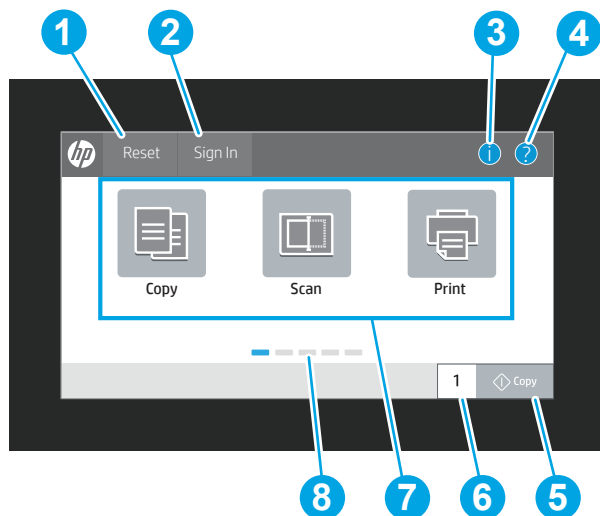 1 2 3 4
hp Reset Sign In i ?
Copy Scan Print
1 Copy
8 7 6 5